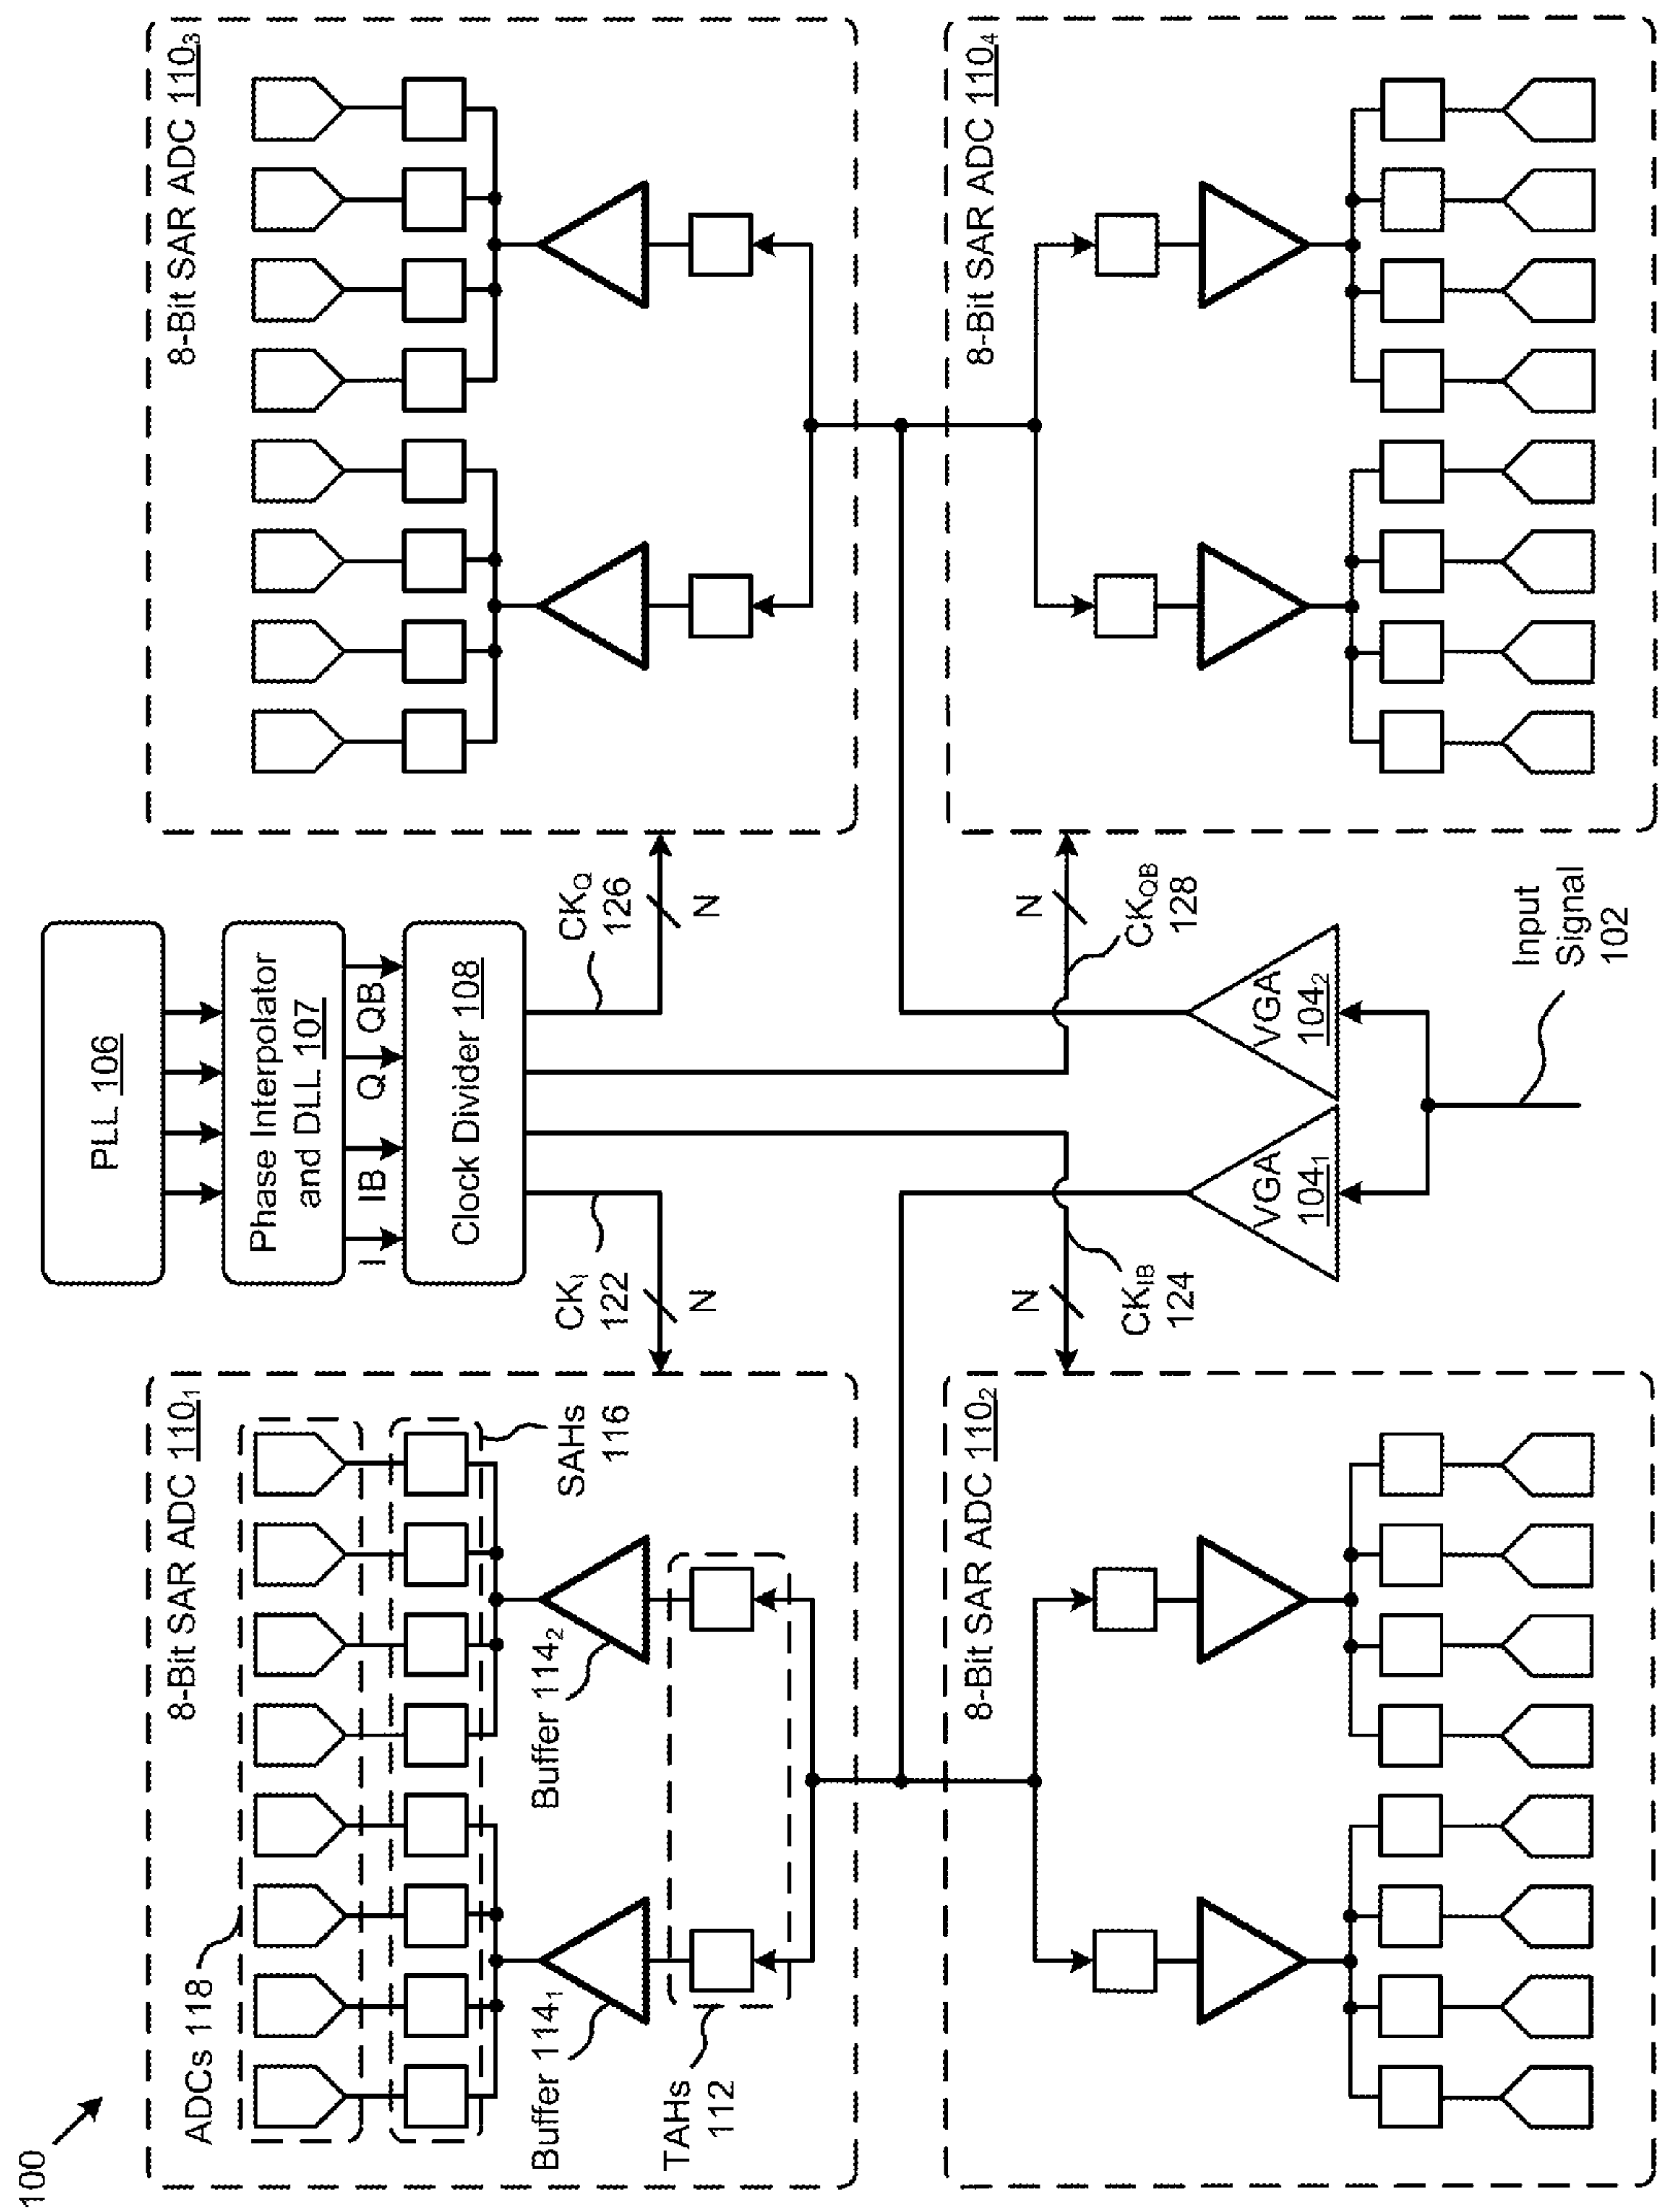 100
8-Bit SAR ADC 110₁
ADCs 118
SAHs
116
Buffer 114₁
Buffer 114₂
TAHs
112
PLL 106
Phase Interpolator
and DLL 107
I
IB
Q
QB
Clock Divider 108
CK_I
122
N
CK_Q
126
N
8-Bit SAR ADC 110₃
8-Bit SAR ADC 110₂
N
CK_IB
124
N
CK_QB
128
VGA
104₁
VGA
104₂
Input
Signal
102
8-Bit SAR ADC 110₄